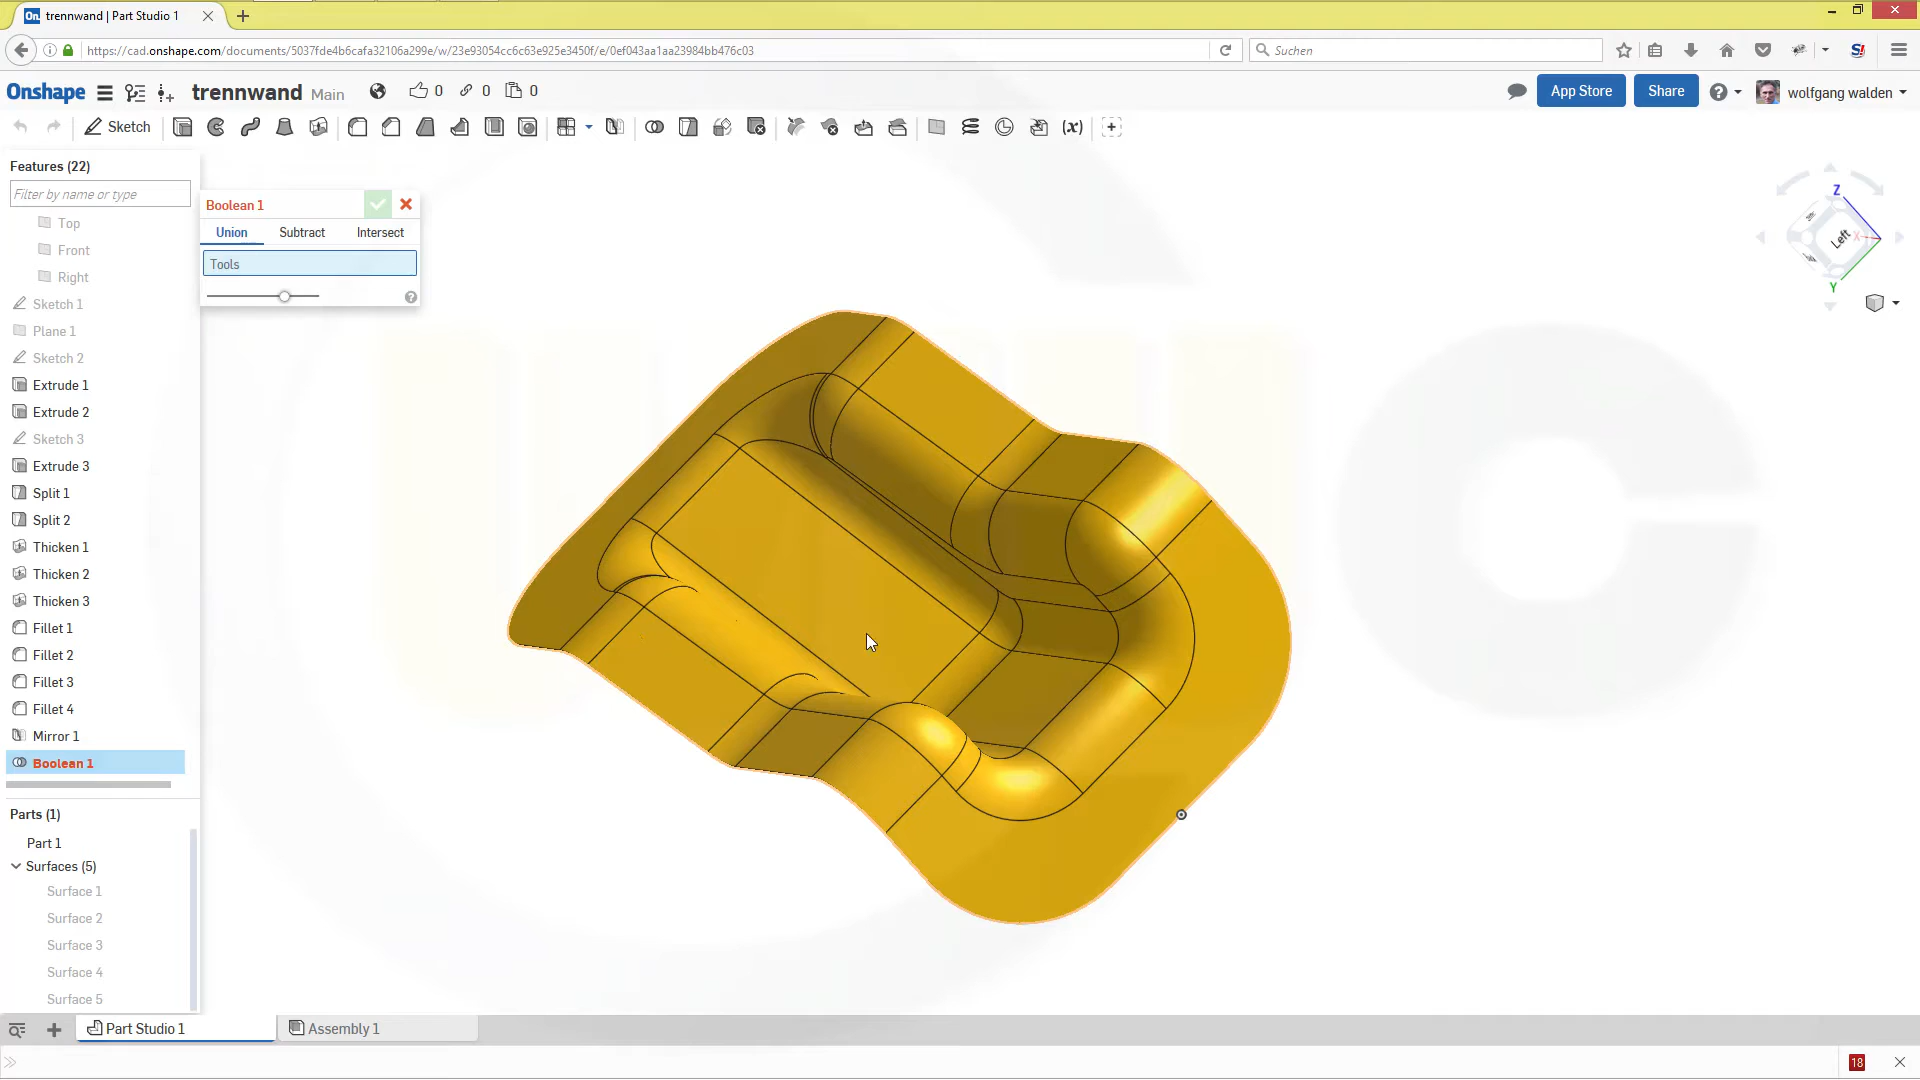 trennwand | Part Studio 1
https://cad.onshape.com/documents/5037fde4b6cafa32106a299e/w/23e93054cc6c63e925e3450f/e/0ef043aa1aa23984bb476c03
Suchen
Onshape
trennwand Main
0
0
0
App Store
Share
wolfgang walden
Sketch
(x)
Features (22)
Filter by name or type
Top
Front
Right
Sketch 1
Plane 1
Sketch 2
Extrude 1
Extrude 2
Sketch 3
Extrude 3
Split 1
Split 2
Thicken 1
Thicken 2
Thicken 3
Fillet 1
Fillet 2
Fillet 3
Fillet 4
Mirror 1
Boolean 1
Boolean 1
Union Subtract Intersect
Tools
Z
Left
X
Y
Parts (1)
Part 1
Surfaces (5)
Surface 1
Surface 2
Surface 3
Surface 4
Surface 5
Part Studio 1
Assembly 1
18